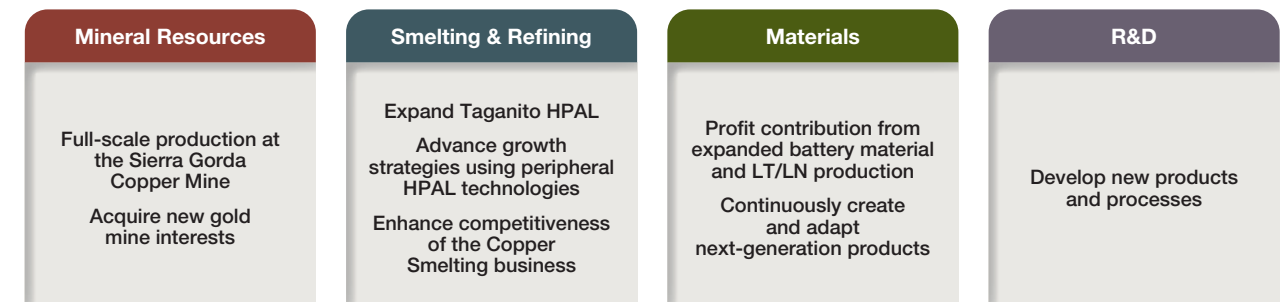 Mineral Resources
Full-scale production at
the Sierra Gorda
Copper Mine
Acquire new gold
mine interests
Smelting & Refining
Expand Taganito HPAL
Advance growth
strategies using peripheral
HPAL technologies
Enhance competitiveness
of the Copper
Smelting business
Materials
Profit contribution from
expanded battery material
and LT/LN production
Continuously create
and adapt
next-generation products
R&D
Develop new products
and processes